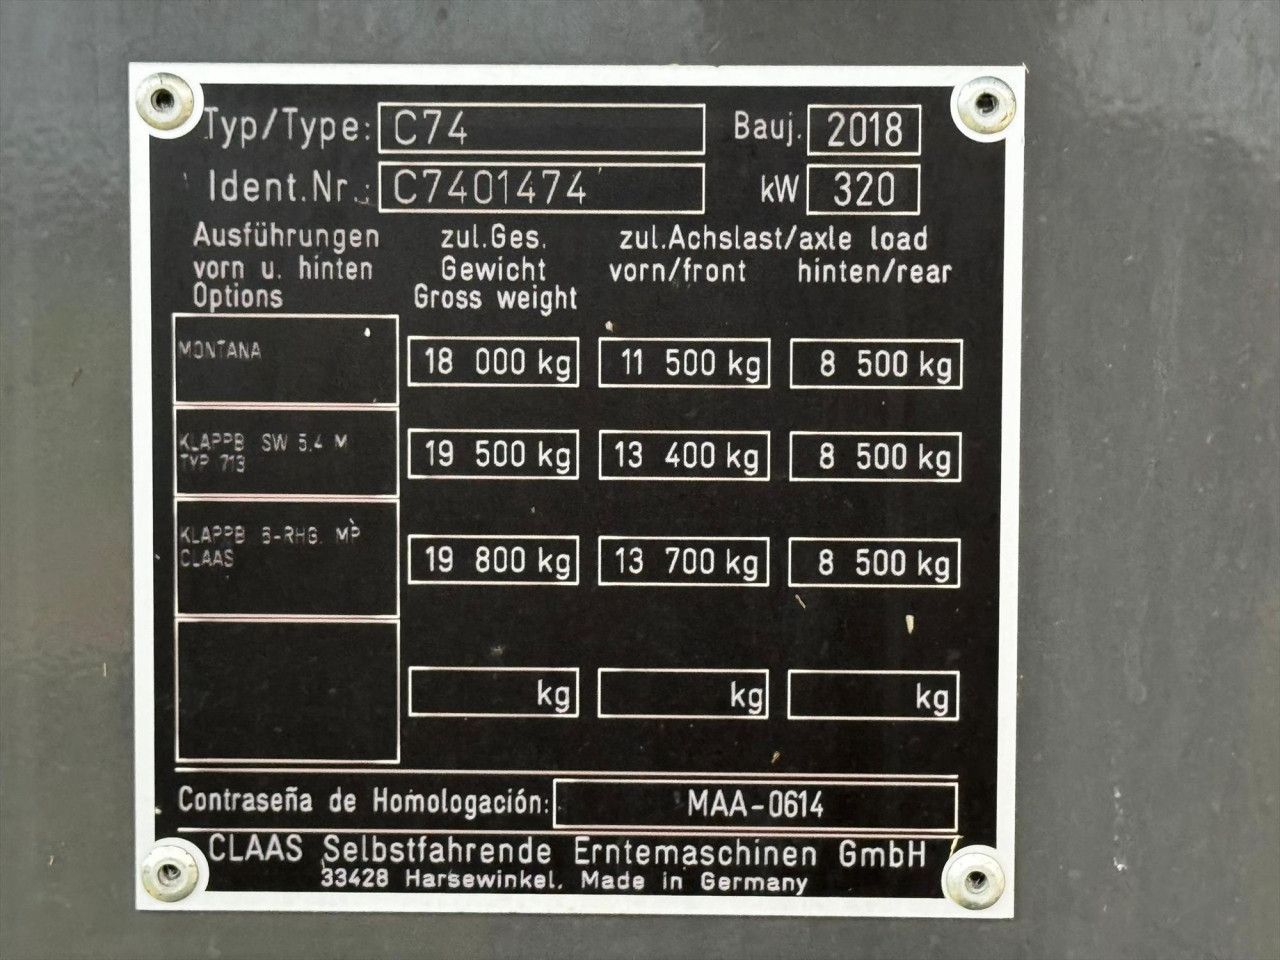 Typ/Type: C74 Bauj. 2018
Ident.Nr.: C7401474 kW 320
Ausführungen zul.Ges. zul.Achslast/axle load
vorn u. hinten Gewicht vorn/front hinten/rear
Options Gross weight
MONTANA 18 000 kg 11 500 kg 8 500 kg
KLAPPB SW 5.4 M 19 500 kg 13 400 kg 8 500 kg
TYP 713
KLAPPB 6-RHG. MP 19 800 kg 13 700 kg 8 500 kg
CLAAS
kg kg kg
Contraseña de Homologación: MAA-0614
CLAAS Selbstfahrende Erntemaschinen GmbH
33428 Harsewinkel. Made in Germany